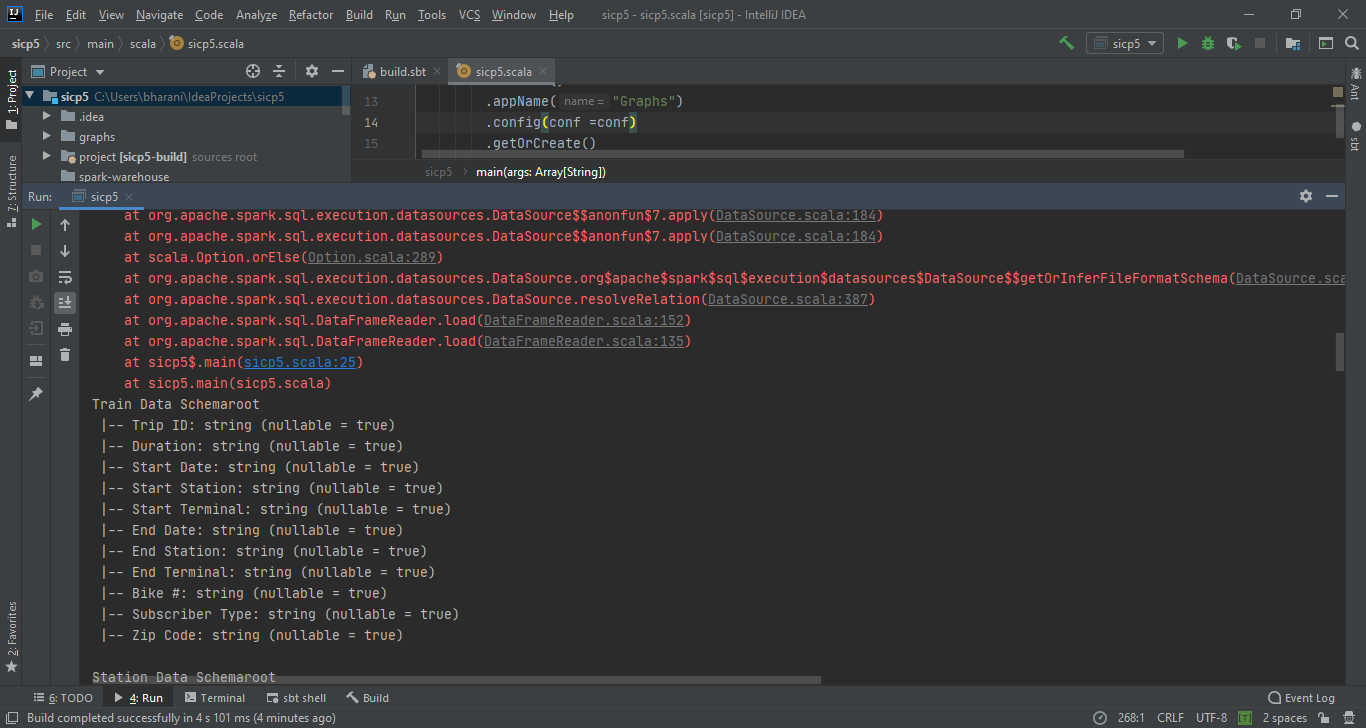 File Edit View Navigate Code Analyze Refactor Build Run Tools VCS Window Help sicp5 - sicp5.scala [sicp5] - IntelliJ IDEA
sicp5 src main scala sicp5.scala sicp5
1: Project
7: Structure
2: Favorites
Project
sicp5 C:\Users\bharani\IdeaProjects\sicp5
.idea
graphs
project [sicp5-build] sources root
spark-warehouse
build.sbt sicp5.scala
13 .appName( name = "Graphs")
14 .config(conf =conf)
15 .getOrCreate()
sicp5 main(args: Array[String])
Ant
sbt
Run: sicp5
at org.apache.spark.sql.execution.datasources.DataSource$$anonfun$7.apply(DataSource.scala:184)
at org.apache.spark.sql.execution.datasources.DataSource$$anonfun$7.apply(DataSource.scala:184)
at scala.Option.orElse(Option.scala:289)
at org.apache.spark.sql.execution.datasources.DataSource.org$apache$spark$sql$execution$datasources$DataSource$$getOrInferFileFormatSchema(DataSource.sca
at org.apache.spark.sql.execution.datasources.DataSource.resolveRelation(DataSource.scala:387)
at org.apache.spark.sql.DataFrameReader.load(DataFrameReader.scala:152)
at org.apache.spark.sql.DataFrameReader.load(DataFrameReader.scala:135)
at sicp5$.main(sicp5.scala:25)
at sicp5.main(sicp5.scala)
Train Data Schemaroot
|-- Trip ID: string (nullable = true)
|-- Duration: string (nullable = true)
|-- Start Date: string (nullable = true)
|-- Start Station: string (nullable = true)
|-- Start Terminal: string (nullable = true)
|-- End Date: string (nullable = true)
|-- End Station: string (nullable = true)
|-- End Terminal: string (nullable = true)
|-- Bike #: string (nullable = true)
|-- Subscriber Type: string (nullable = true)
|-- Zip Code: string (nullable = true)
Station Data Schemaroot
6: TODO 4: Run Terminal sbt shell Build Event Log
Build completed successfully in 4 s 101 ms (4 minutes ago) 268:1 CRLF UTF-8 2 spaces